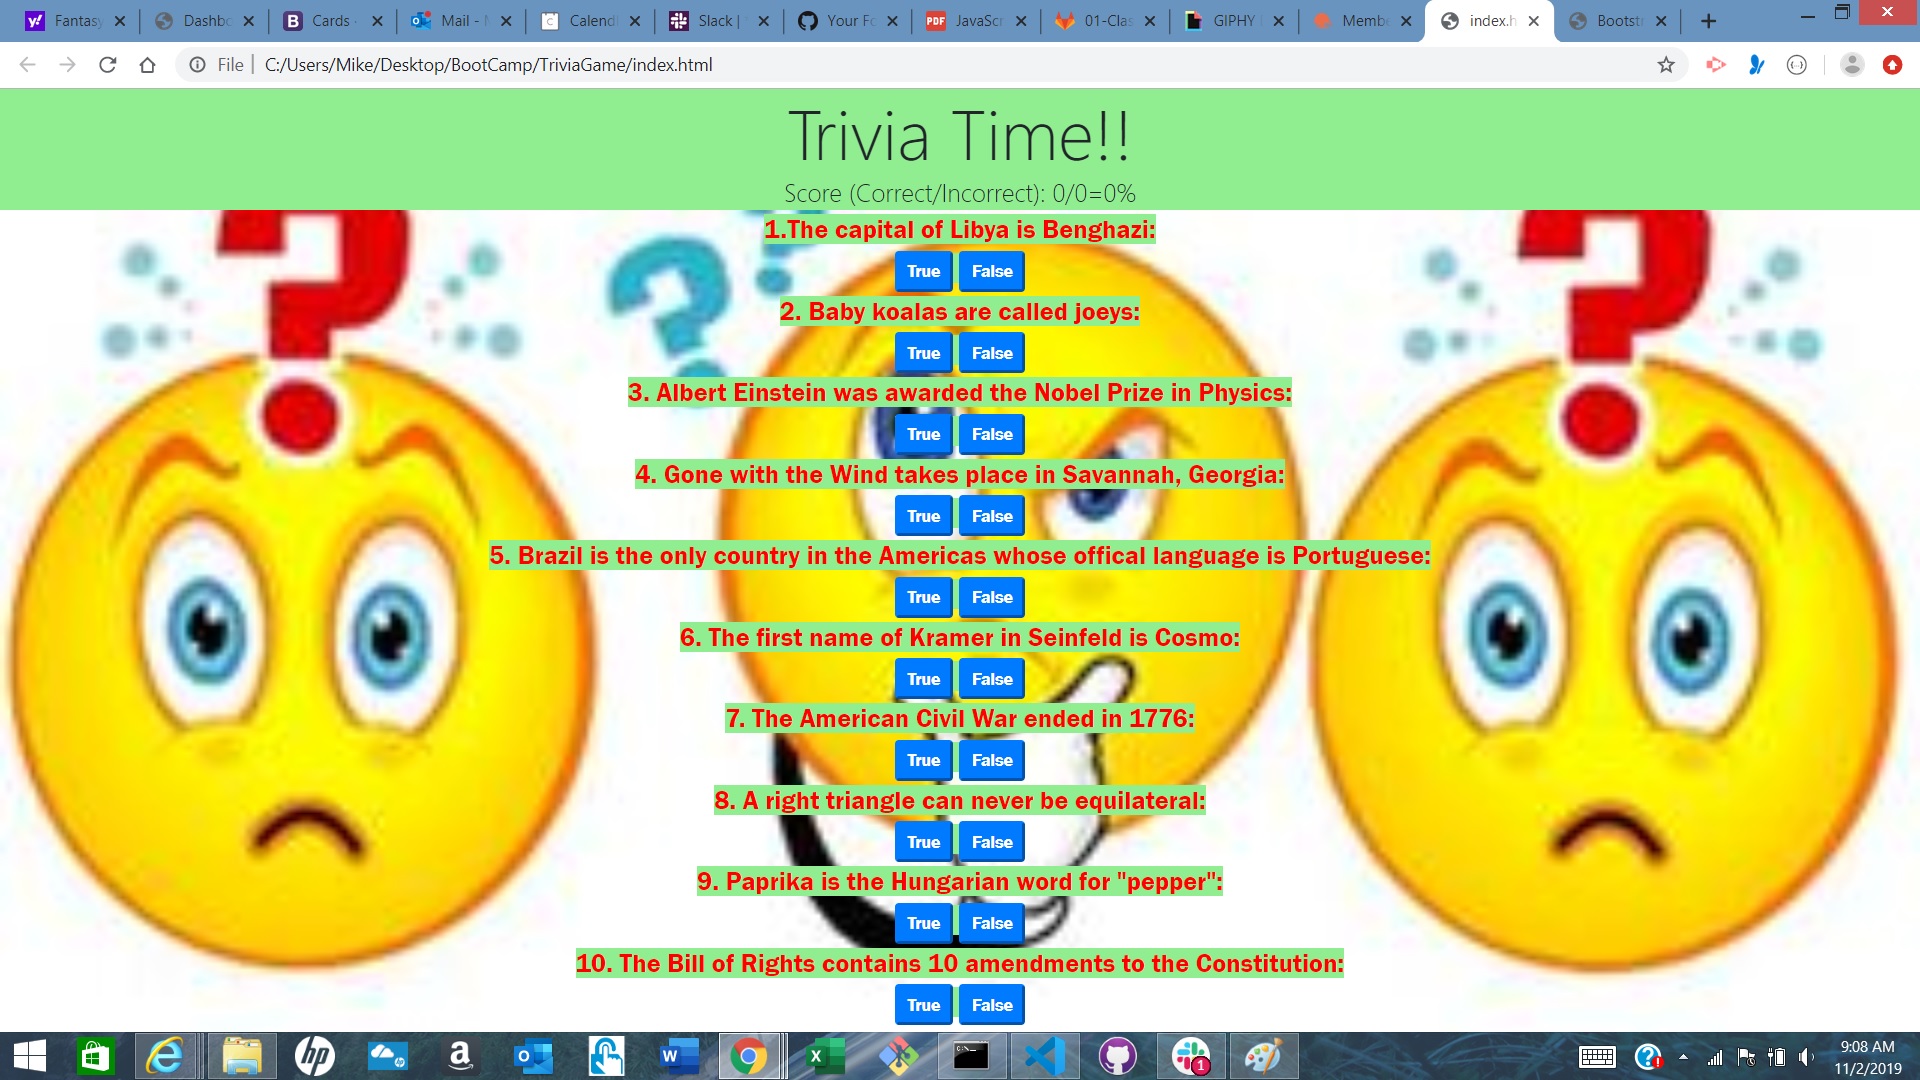 Fantasy
Dashbo
Cards -
Mail - N
Calend
Slack |
Your Fo
JavaScr
01-Clas
GIPHY
Membe
index.h
Bootst
File
C:/Users/Mike/Desktop/BootCamp/TriviaGame/index.html
Trivia Time!!
Score (Correct/Incorrect): 0/0=0%
1.The capital of Libya is Benghazi:
True False
2. Baby koalas are called joeys:
True False
3. Albert Einstein was awarded the Nobel Prize in Physics:
True False
4. Gone with the Wind takes place in Savannah, Georgia:
True False
5. Brazil is the only country in the Americas whose offical language is Portuguese:
True False
6. The first name of Kramer in Seinfeld is Cosmo:
True False
7. The American Civil War ended in 1776:
True False
8. A right triangle can never be equilateral:
True False
9. Paprika is the Hungarian word for "pepper":
True False
10. The Bill of Rights contains 10 amendments to the Constitution:
True False
9:08 AM
11/2/2019